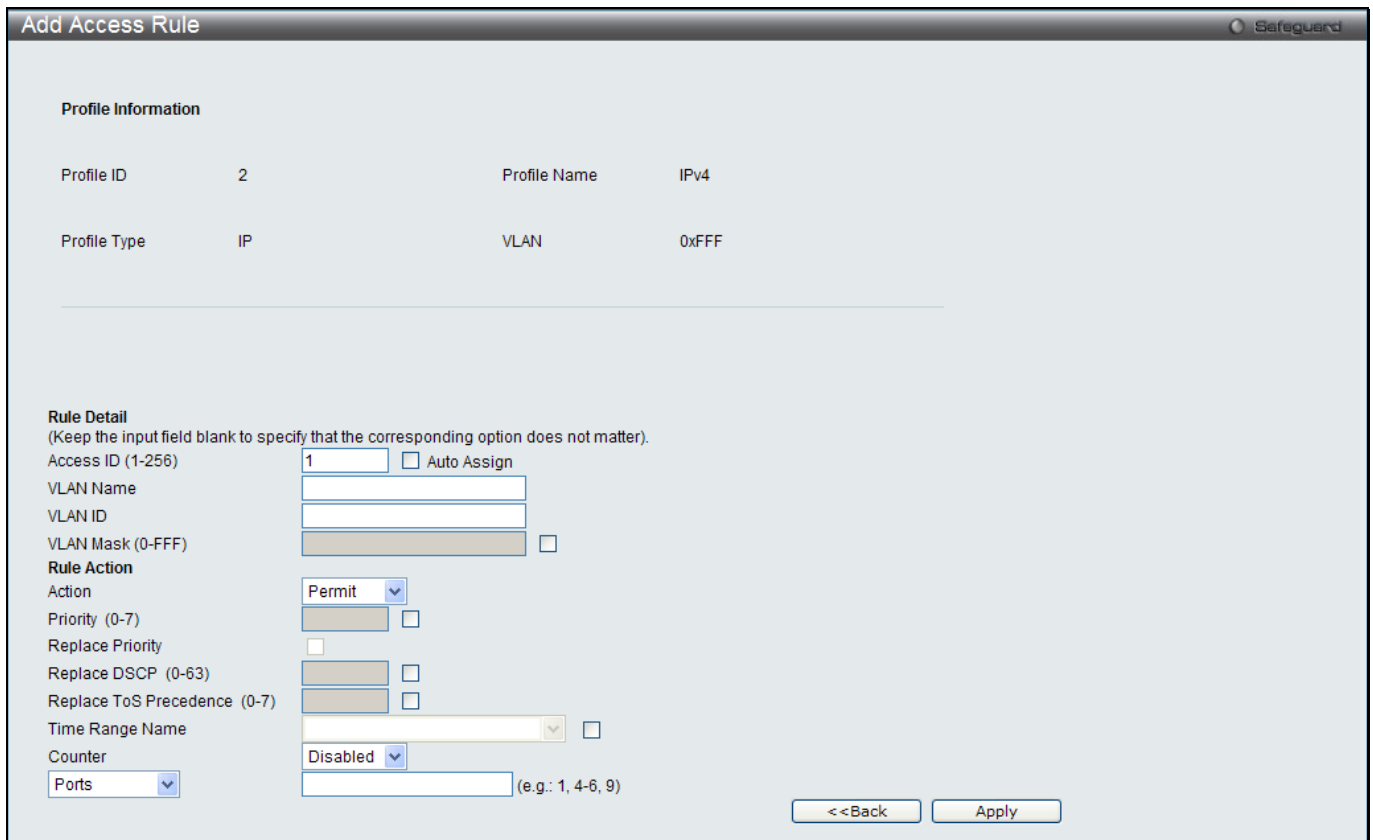 Add Access Rule Safeguard
Profile Information
Profile ID 2 Profile Name IPv4
Profile Type IP VLAN 0xFFF
Rule Detail
(Keep the input field blank to specify that the corresponding option does not matter).
Access ID (1-256) 1 Auto Assign
VLAN Name
VLAN ID
VLAN Mask (0-FFF)
Rule Action
Action Permit
Priority (0-7)
Replace Priority
Replace DSCP (0-63)
Replace ToS Precedence (0-7)
Time Range Name
Counter Disabled
Ports (e.g.: 1, 4-6, 9)
<<Back Apply